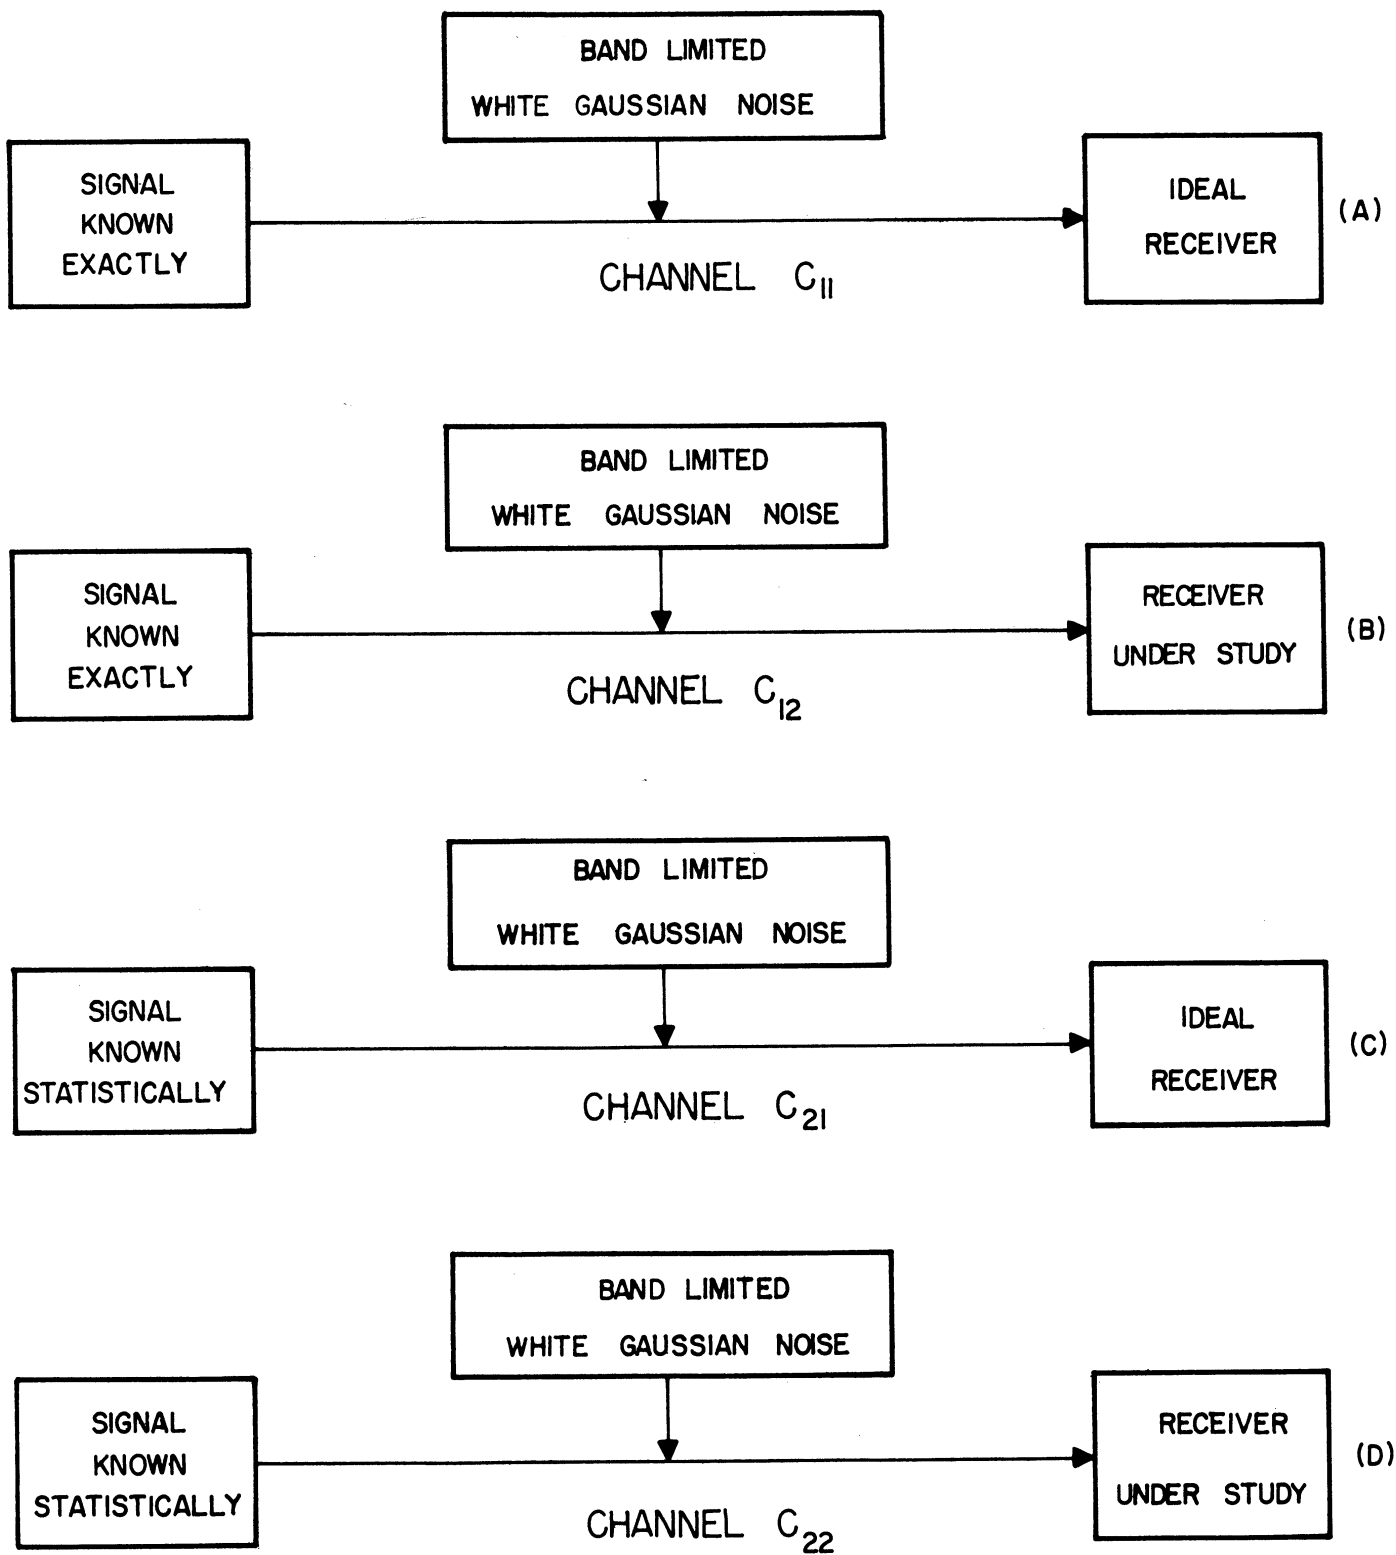 BAND LIMITED
WHITE GAUSSIAN NOISE
SIGNAL
KNOWN
EXACTLY
IDEAL
RECEIVER
(A)
CHANNEL C11
BAND LIMITED
WHITE GAUSSIAN NOISE
SIGNAL
KNOWN
EXACTLY
RECEIVER
UNDER STUDY
(B)
CHANNEL C12
BAND LIMITED
WHITE GAUSSIAN NOISE
SIGNAL
KNOWN
STATISTICALLY
IDEAL
RECEIVER
(C)
CHANNEL C21
BAND LIMITED
WHITE GAUSSIAN NOISE
SIGNAL
KNOWN
STATISTICALLY
RECEIVER
UNDER STUDY
(D)
CHANNEL C22